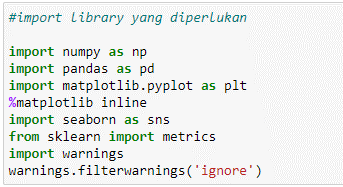 #import library yang diperlukan
import numpy as np
import pandas as pd
import matplotlib.pyplot as plt
%matplotlib inline
import seaborn as sns
from sklearn import metrics
import warnings
warnings.filterwarnings('ignore')